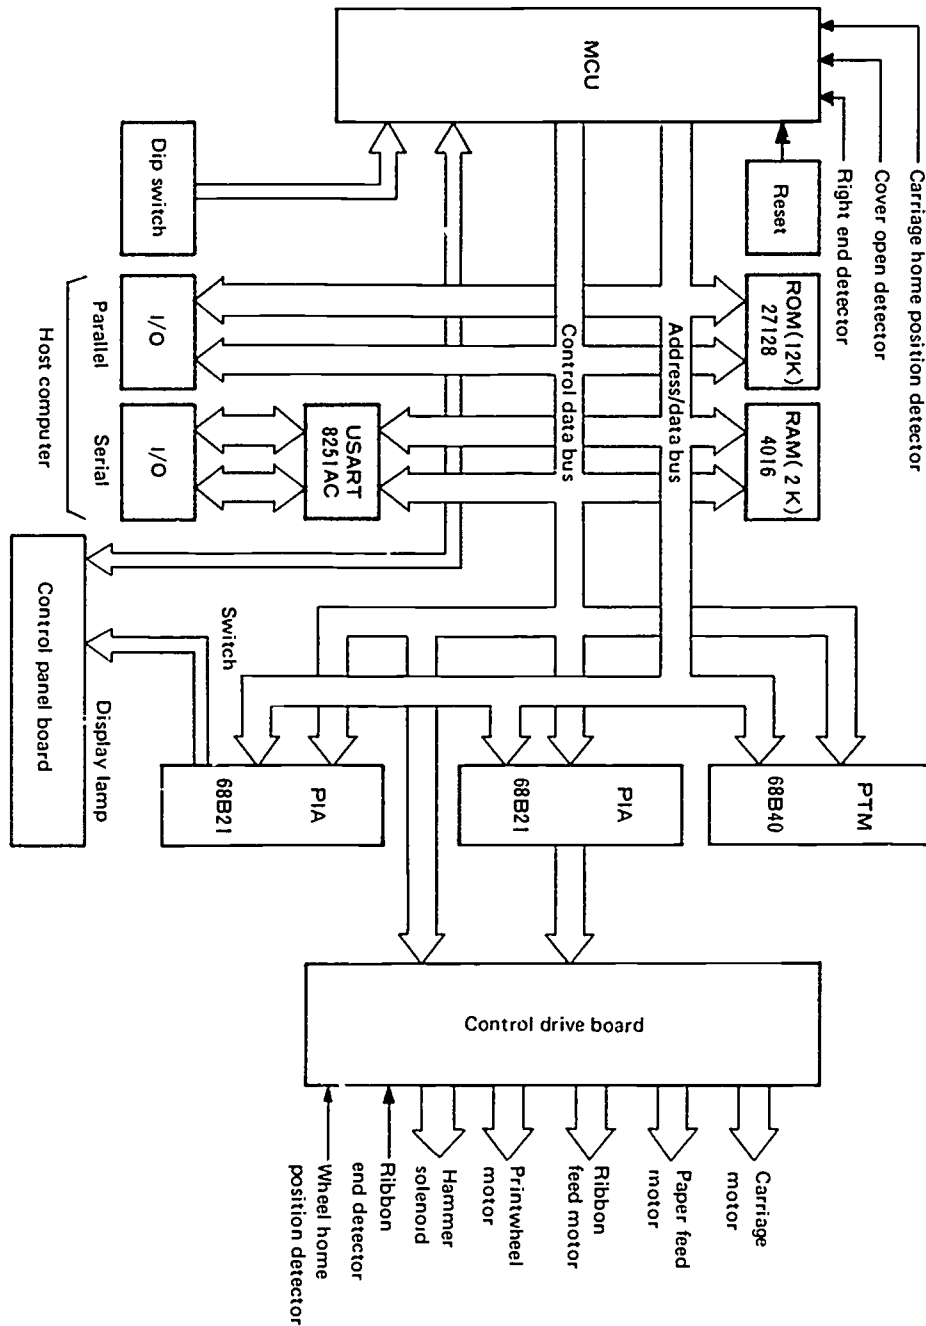 Carriage home position detector
Cover open detector
Right end detector
MCU
Reset
Dip switch
ROM(12K)
27128
RAM(2K)
4016
Address/data bus
Control data bus
I/O
Parallel
I/O
Serial
Host computer
USART
8251AC
Switch
Display lamp
Control panel board
PTM
68B40
PIA
68B21
PIA
68B21
Control drive board
Carriage
motor
Paper feed
motor
Ribbon
feed motor
Printwheel
motor
Hammer
solenoid
Ribbon
end detector
Wheel home
position detector